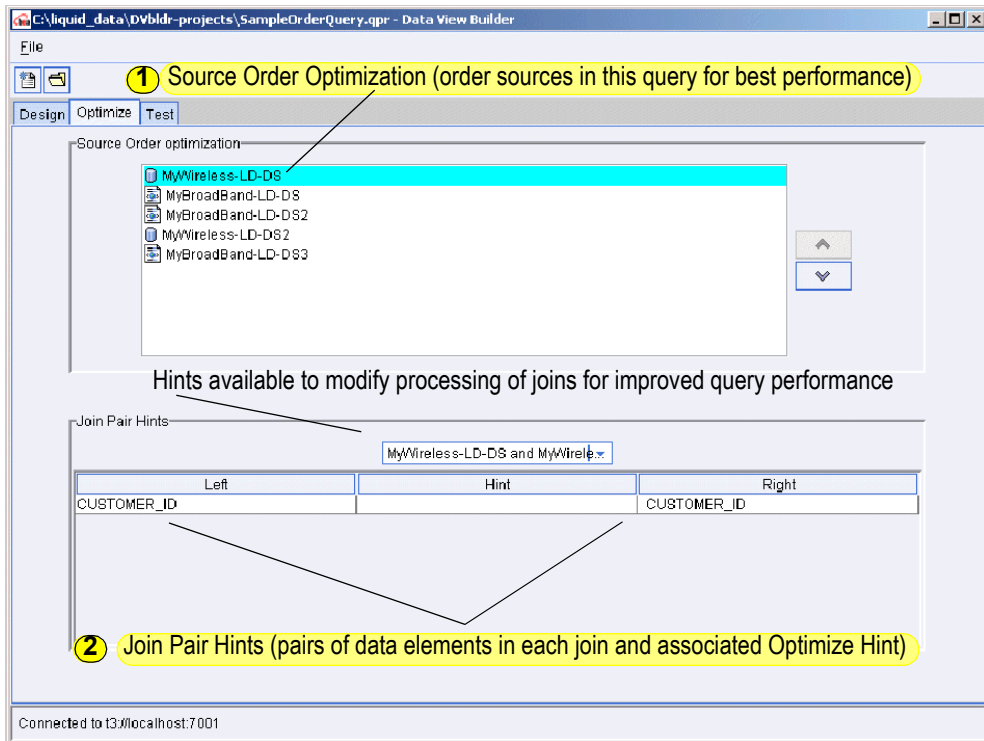 C:\liquid_data\DVbldr-projects\SampleOrderQuery.qpr - Data View Builder
File
1 Source Order Optimization (order sources in this query for best performance)
Design Optimize Test
Source Order optimization
MyWireless-LD-DS
MyBroadBand-LD-DS
MyBroadBand-LD-DS2
MyWireless-LD-DS2
MyBroadBand-LD-DS3
Hints available to modify processing of joins for improved query performance
Join Pair Hints
MyWireless-LD-DS and MyWirele...
Left Hint Right
CUSTOMER_ID CUSTOMER_ID
2 Join Pair Hints (pairs of data elements in each join and associated Optimize Hint)
Connected to t3://localhost:7001